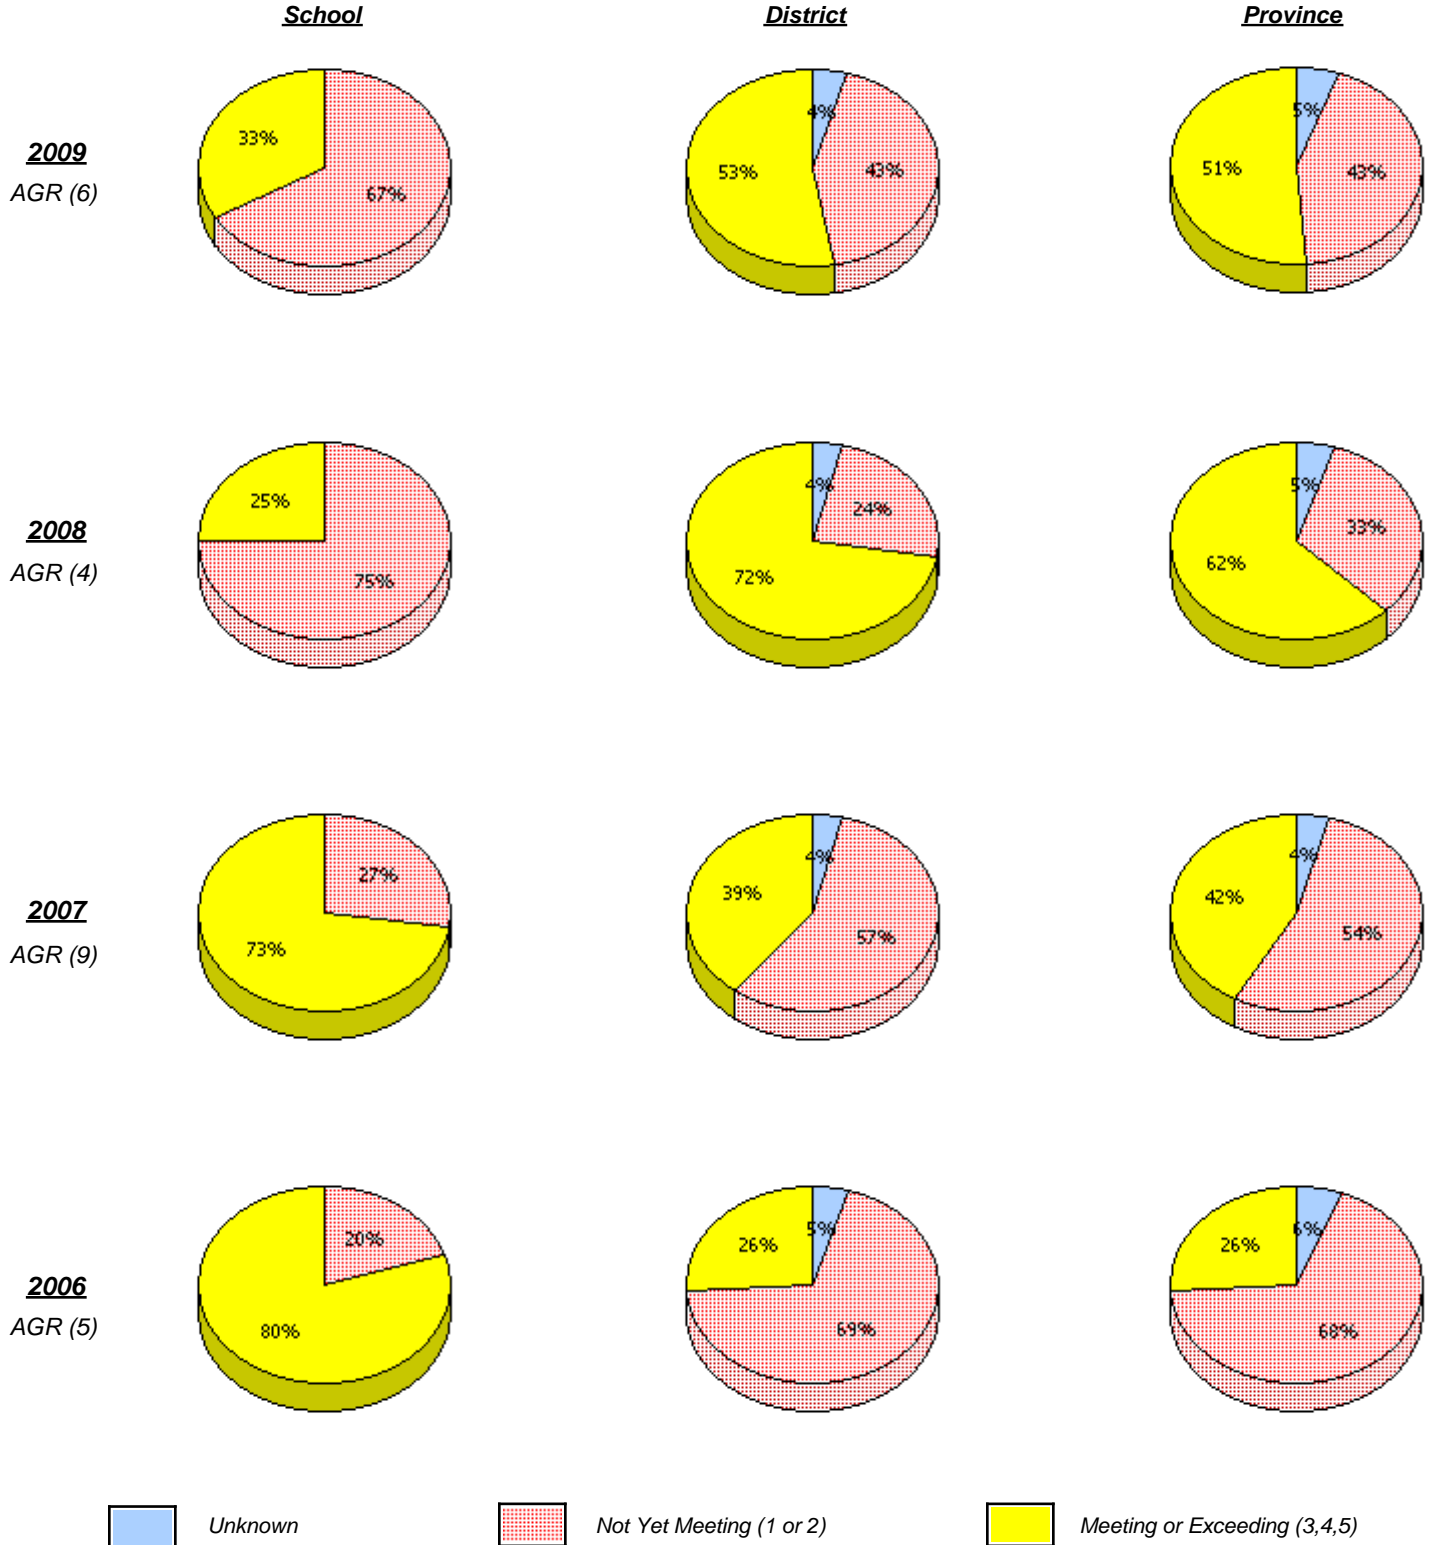 School District Province
33% 67% 4% 53% 43% 5% 51% 43%
2009
AGR (6)
25% 75% 4% 24% 72% 5% 33% 62%
2008
AGR (4)
27% 73% 4% 39% 57% 4% 42% 54%
2007
AGR (9)
20% 80% 5% 26% 69% 6% 26% 68%
2006
AGR (5)
Unknown Not Yet Meeting (1 or 2) Meeting or Exceeding (3,4,5)